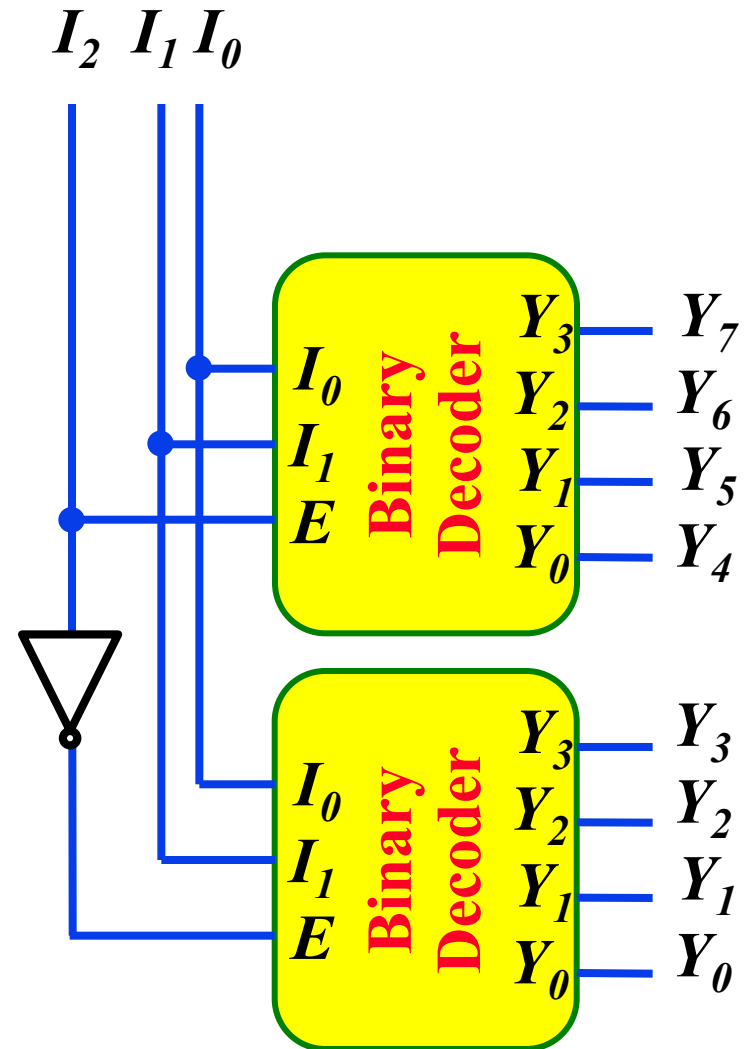 I2 I1 I0
Y3 Y7
I0
Y2 Y6
I1
Y1 Y5
E
Y0 Y4
Binary
Decoder
Y3 Y3
I0
Y2 Y2
I1
Y1 Y1
E
Y0 Y0
Binary
Decoder